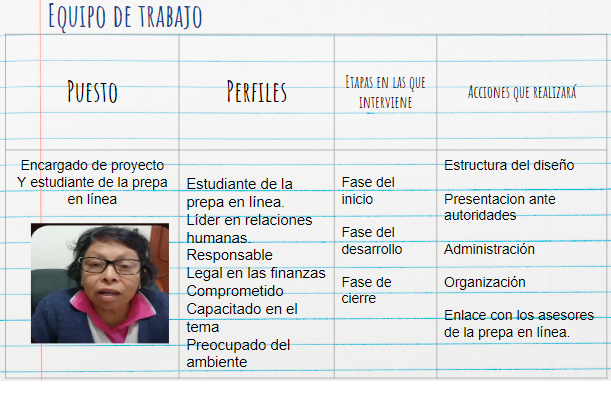 Equipo de trabajo
Puesto
Perfiles
Etapas en las que
interviene
Acciones que realizará
Encargado de proyecto
Y estudiante de la prepa
en línea
Estudiante de la
prepa en línea.
Líder en relaciones
humanas.
Responsable
Legal en las finanzas
Comprometido
Capacitado en el
tema
Preocupado del
ambiente
Fase del
inicio
Fase del
desarrollo
Fase de
cierre
Estructura del diseño
Presentacion ante
autoridades
Administración
Organización
Enlace con los asesores
de la prepa en línea.